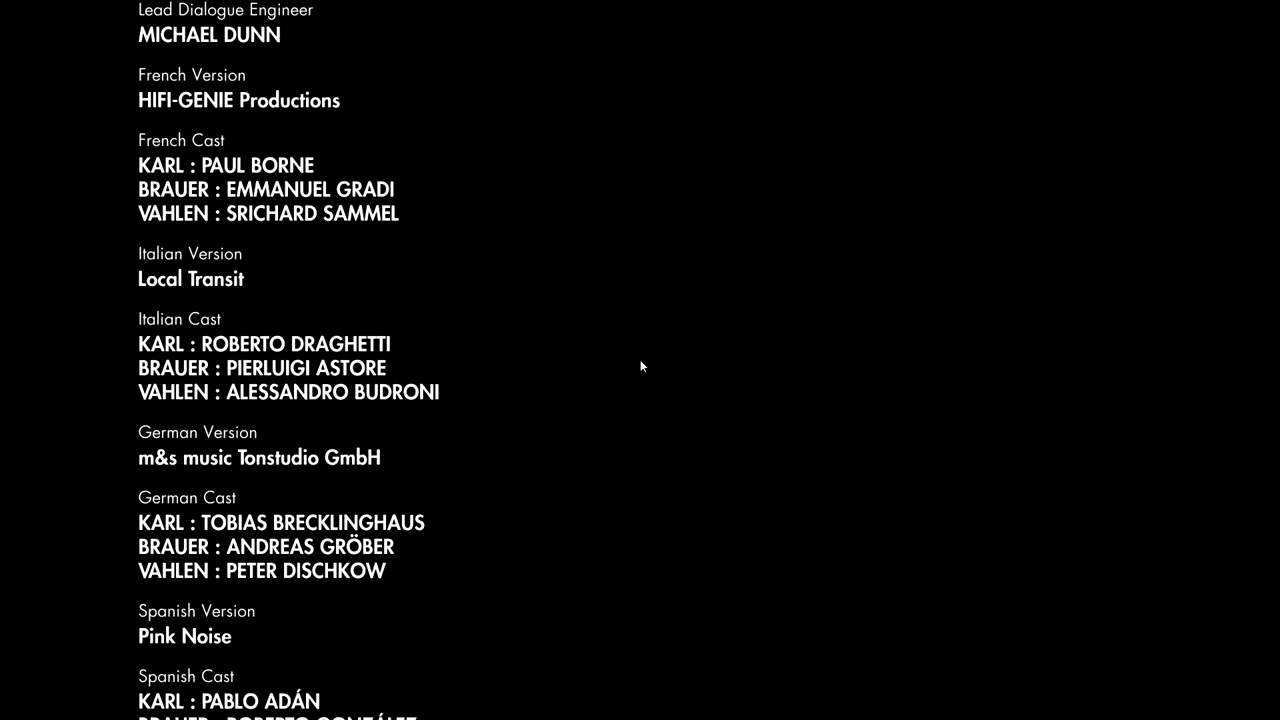 Lead Dialogue Engineer
MICHAEL DUNN
French Version
HIFI-GENIE Productions
French Cast
KARL : PAUL BORNE
BRAUER : EMMANUEL GRADI
VAHLEN : SRICHARD SAMMEL
Italian Version
Local Transit
Italian Cast
KARL : ROBERTO DRAGHETTI
BRAUER : PIERLUIGI ASTORE
VAHLEN : ALESSANDRO BUDRONI
German Version
m&s music Tonstudio GmbH
German Cast
KARL : TOBIAS BRECKLINGHAUS
BRAUER : ANDREAS GRÖBER
VAHLEN : PETER DISCHKOW
Spanish Version
Pink Noise
Spanish Cast
KARL : PABLO ADÁN
BRAUER : ROBERTO GONZÁLEZ